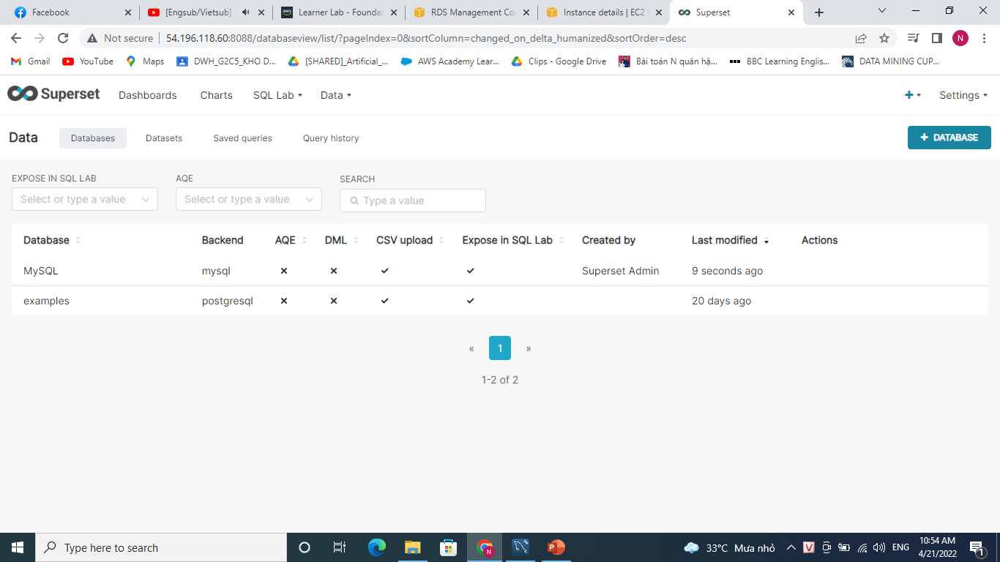 Facebook
[Engsub/Vietsub]
Learner Lab - Foundat
RDS Management Con
Instance details | EC2
Superset
Not secure
54.196.118.60:8088/databaseview/list/?pageIndex=0&sortColumn=changed_on_delta_humanized&sortOrder=desc
N
Gmail
YouTube
Maps
DWH_G2C5_KHO D...
[SHARED]_Artificial_...
AWS Academy Lear...
Clips - Google Drive
Bài toán N quân hậ...
BBC Learning Englis...
DATA MINING CUP...
Superset
Dashboards
Charts
SQL Lab
Data
Settings
Data
Databases
Datasets
Saved queries
Query history
+ DATABASE
EXPOSE IN SQL LAB
AQE
SEARCH
Select or type a value
Select or type a value
Type a value
Database Backend AQE DML CSV upload Expose in SQL Lab Created by Last modified Actions
MySQL mysql Superset Admin 9 seconds ago
examples postgresql 20 days ago
« 1 »
1-2 of 2
Type here to search
33°C Mưa nhỏ
ENG
10:54 AM
4/21/2022
1